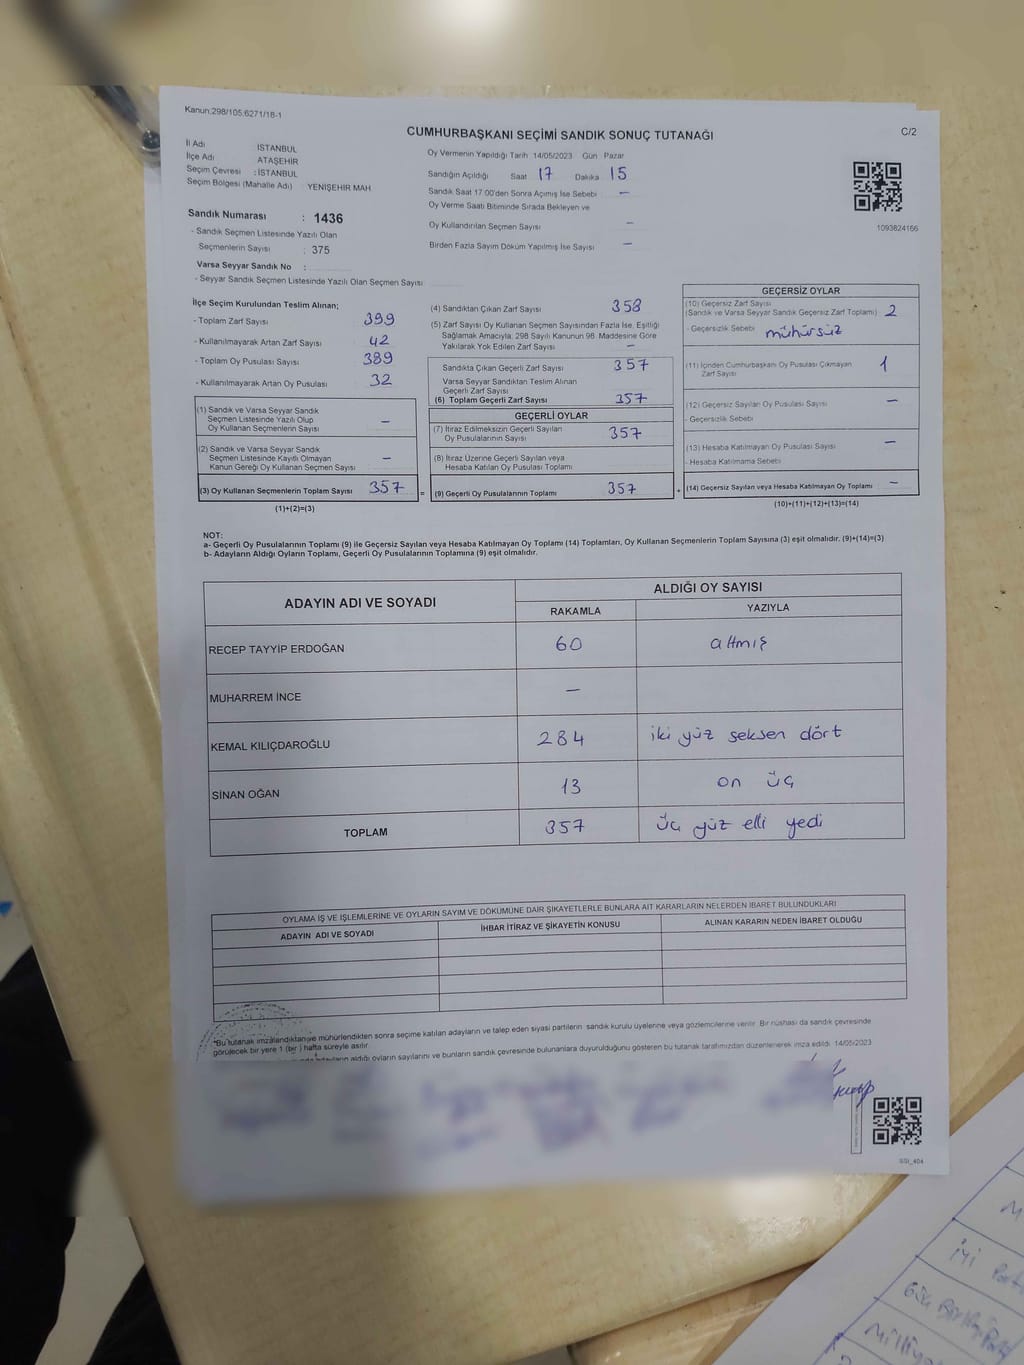 Kanun:298/105;6271/18-1
CUMHURBAŞKANI SEÇİMİ SANDIK SONUÇ TUTANAĞI
C/2
İl Adı İSTANBUL
İlçe Adı ATAŞEHİR
Seçim Çevresi : İSTANBUL
Seçim Bölgesi (Mahalle Adı) YENİŞEHİR MAH
Sandık Numarası : 1436
- Sandık Seçmen Listesinde Yazılı Olan
Seçmenlerin Sayısı : 375
Varsa Seyyar Sandık No :
- Seyyar Sandık Seçmen Listesinde Yazılı Olan Seçmen Sayısı
Oy Vermenin Yapıldığı Tarih 14/05/2023 Gün Pazar
Sandığın Açıldığı Saat 17 Dakika 15
Sandık Saat 17:00'den Sonra Açımış İse Sebebi —
Oy Verme Saati Bitiminde Sırada Bekleyen ve
Oy Kullandırılan Seçmen Sayısı —
Birden Fazla Sayım Döküm Yapılmış İse Sayısı —
1093824166
İlçe Seçim Kurulundan Teslim Alınan;
- Toplam Zarf Sayısı 399
- Kullanılmayarak Artan Zarf Sayısı 42
- Toplam Oy Pusulası Sayısı 389
- Kullanılmayarak Artan Oy Pusulası 32
(1) Sandık ve Varsa Seyyar Sandık
Seçmen Listesinde Yazılı Olup
Oy Kullanan Seçmenlerin Sayısı —
(2) Sandık ve Varsa Seyyar Sandık
Seçmen Listesinde Kayıtlı Olmayan
Kanun Gereği Oy Kullanan Seçmen Sayısı —
(3) Oy Kullanan Seçmenlerin Toplam Sayısı 357 =
(1)+(2)=(3)
(4) Sandıktan Çıkan Zarf Sayısı 358
(5) Zarf Sayısı Oy Kullanan Seçmen Sayısından Fazla İse, Eşitliği
Sağlamak Amacıyla; 298 Sayılı Kanunun 98. Maddesine Göre
Yakılarak Yok Edilen Zarf Sayısı —
Sandıkta Çıkan Geçerli Zarf Sayısı 357
Varsa Seyyar Sandıktan Teslim Alınan
Geçerli Zarf Sayısı
(6) Toplam Geçerli Zarf Sayısı 357
GEÇERLİ OYLAR
(7) İtiraz Edilmeksizin Geçerli Sayılan
Oy Pusulalarının Sayısı 357
(8) İtiraz Üzerine Geçerli Sayılan veya
Hesaba Katılan Oy Pusulası Toplamı
(9) Geçerli Oy Pusulalarının Toplamı 357 +
GEÇERSİZ OYLAR
(10) Geçersiz Zarf Sayısı
(Sandık ve Varsa Seyyar Sandık Geçersiz Zarf Toplamı) 2
- Geçersizlik Sebebi mühürsüz
(11) İçinden Cumhurbaşkanı Oy Pusulası Çıkmayan
Zarf Sayısı 1
(12) Geçersiz Sayılan Oy Pusulası Sayısı —
- Geçersizlik Sebebi
(13) Hesaba Katılmayan Oy Pusulası Sayısı —
- Hesaba Katılmama Sebebi
(14) Geçersiz Sayılan veya Hesaba Katılmayan Oy Toplamı —
(10)+(11)+(12)+(13)=(14)
NOT:
a- Geçerli Oy Pusulalarının Toplamı (9) ile Geçersiz Sayılan veya Hesaba Katılmayan Oy Toplamı (14) Toplamları, Oy Kullanan Seçmenlerin Toplam Sayısına (3) eşit olmalıdır. (9)+(14)=(3)
b- Adayların Aldığı Oyların Toplamı, Geçerli Oy Pusulalarının Toplamına (9) eşit olmalıdır.
ADAYIN ADI VE SOYADI ALDIĞI OY SAYISI
RAKAMLA YAZIYLA
RECEP TAYYİP ERDOĞAN 60 altmış
MUHARREM İNCE —
KEMAL KILIÇDAROĞLU 284 iki yüz seksen dört
SİNAN OĞAN 13 on üç
TOPLAM 357 üç yüz elli yedi
OYLAMA İŞ VE İŞLEMLERİNE VE OYLARIN SAYIM VE DÖKÜMÜNE DAİR ŞİKAYETLERLE BUNLARA AİT KARARLARIN NELERDEN İBARET BULUNDUKLARI
ADAYIN ADI VE SOYADI İHBAR İTİRAZ VE ŞİKAYETİN KONUSU ALINAN KARARIN NEDEN İBARET OLDUĞU
*Bu tutanak imzalandıktan ve mühürlendikten sonra seçime katılan adayların ve talep eden siyasi partilerin sandık kurulu üyelerine veya gözlemcilerine verilir. Bir nüshası da sandık çevresinde
görülecek bir yere 1 (bir) hafta süreyle asılır.
adayların aldığı oyların sayılarını ve bunların sandık çevresinde bulunanlara duyurulduğunu gösteren bu tutanak tarafımızdan düzenlenerek imza edildi. 14/05/2023
SSI_404
M
İYİ Parti
Milliyet